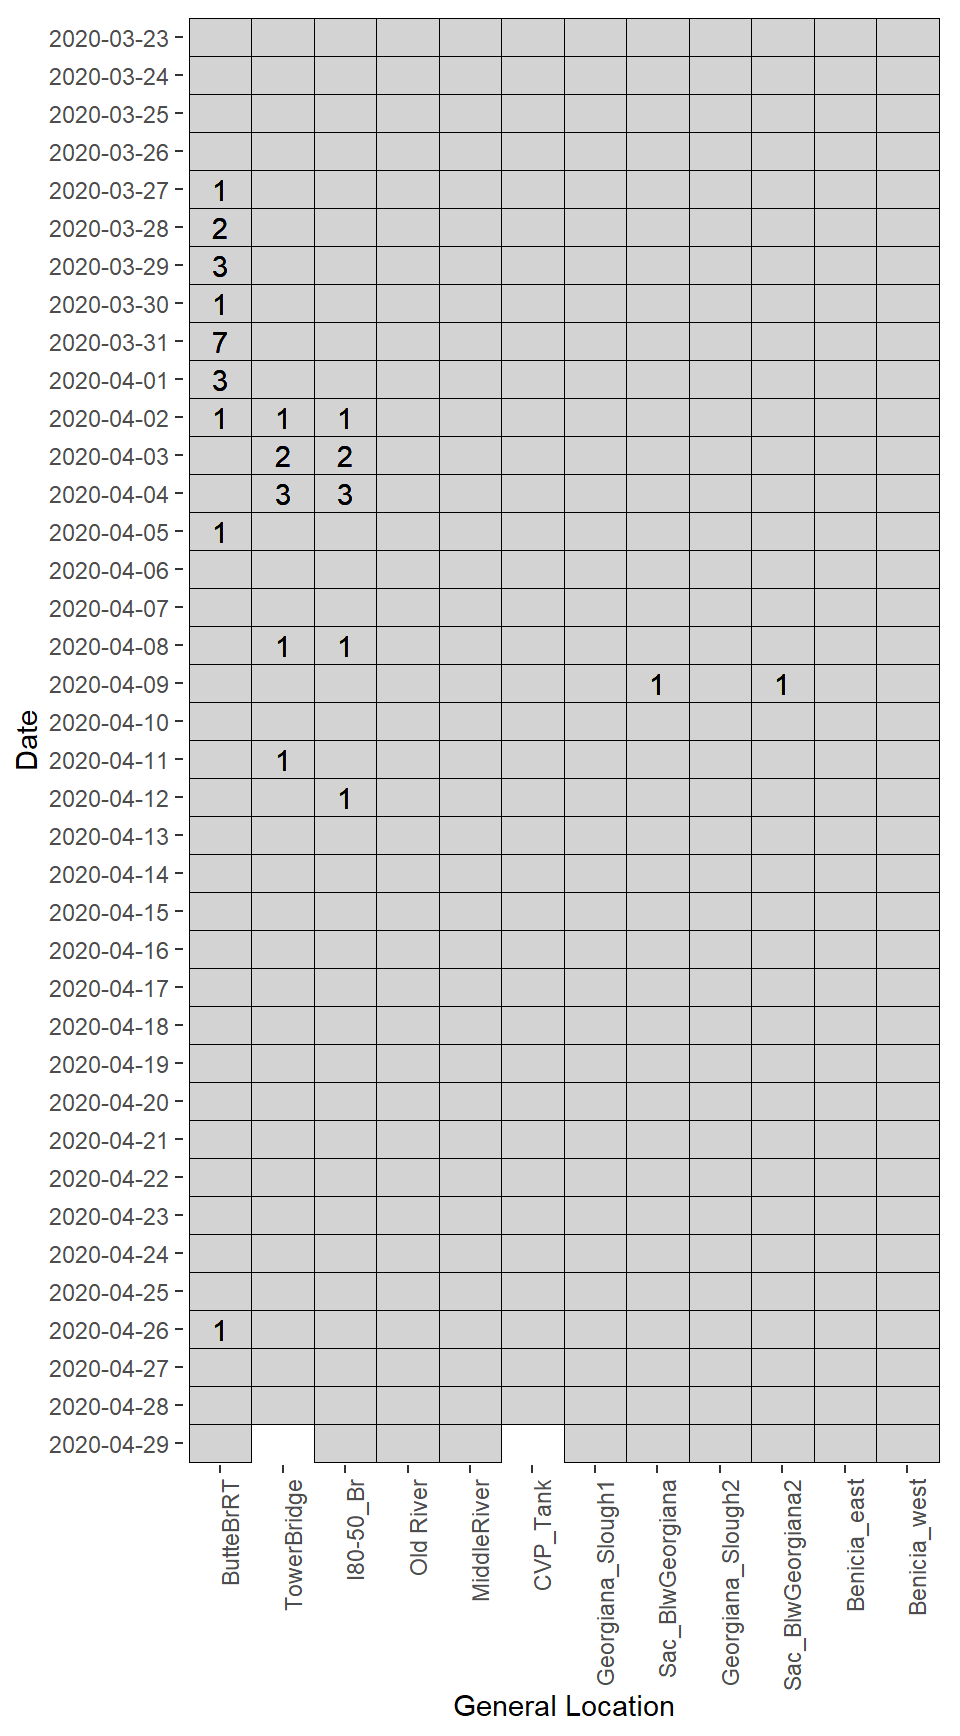 2020-03-23
2020-03-24
2020-03-25
2020-03-26
2020-03-27 1
2020-03-28 2
2020-03-29 3
2020-03-30 1
2020-03-31 7
2020-04-01 3
2020-04-02 1 1 1
2020-04-03 2 2
2020-04-04 3 3
2020-04-05 1
2020-04-06
2020-04-07
2020-04-08 1 1
2020-04-09 1 1
2020-04-10
2020-04-11 1
2020-04-12 1
2020-04-13
2020-04-14
2020-04-15
2020-04-16
2020-04-17
2020-04-18
2020-04-19
2020-04-20
2020-04-21
2020-04-22
2020-04-23
2020-04-24
2020-04-25
2020-04-26 1
2020-04-27
2020-04-28
2020-04-29
Date
ButteBrRT
TowerBridge
I80-50_Br
Old River
MiddleRiver
CVP_Tank
Georgiana_Slough1
Sac_BlwGeorgiana
Georgiana_Slough2
Sac_BlwGeorgiana2
Benicia_east
Benicia_west
General Location